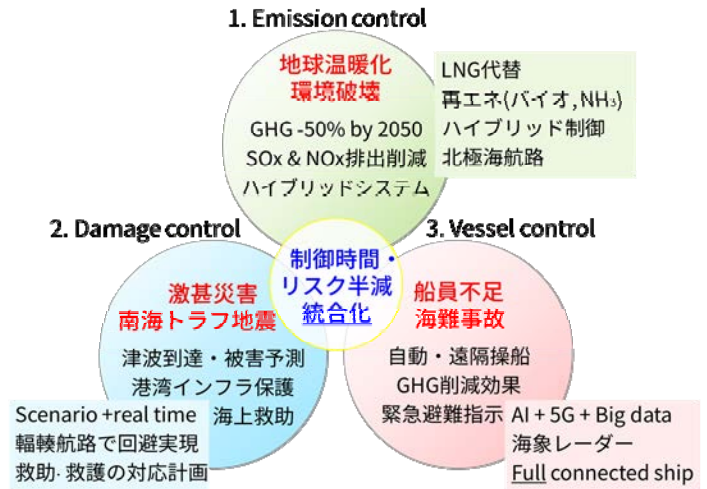 1. Emission control
地球温暖化
環境破壊
GHG -50% by 2050
SOx & NOx排出削減
ハイブリッドシステム
LNG代替
再エネ(バイオ,NH₃)
ハイブリッド制御
北極海航路
2. Damage control
激甚災害
南海トラフ地震
津波到達・被害予測
港湾インフラ保護
海上救助
Scenario +real time
輻輳航路で回避実現
救助・救護の対応計画
制御時間・
リスク半減
統合化
3. Vessel control
船員不足
海難事故
自動・遠隔操船
GHG削減効果
緊急避難指示
AI + 5G + Big data
海象レーダー
Full connected ship